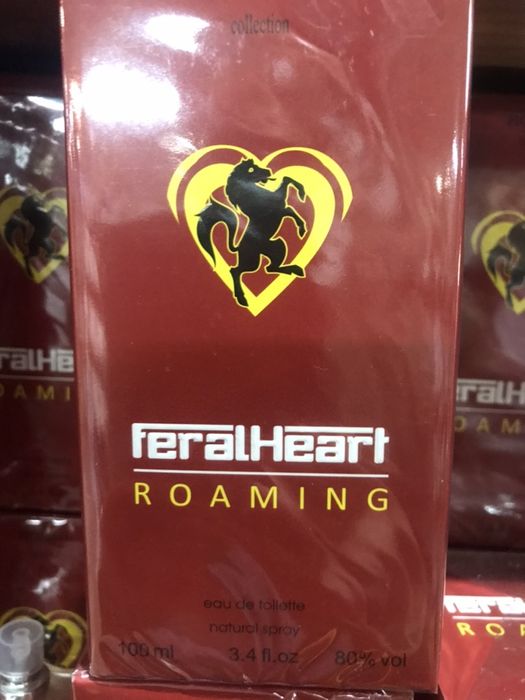 collection
feralHeart
ROAMING
eau de toilette
natural spray
100 ml 3.4 fl.oz 80% vol